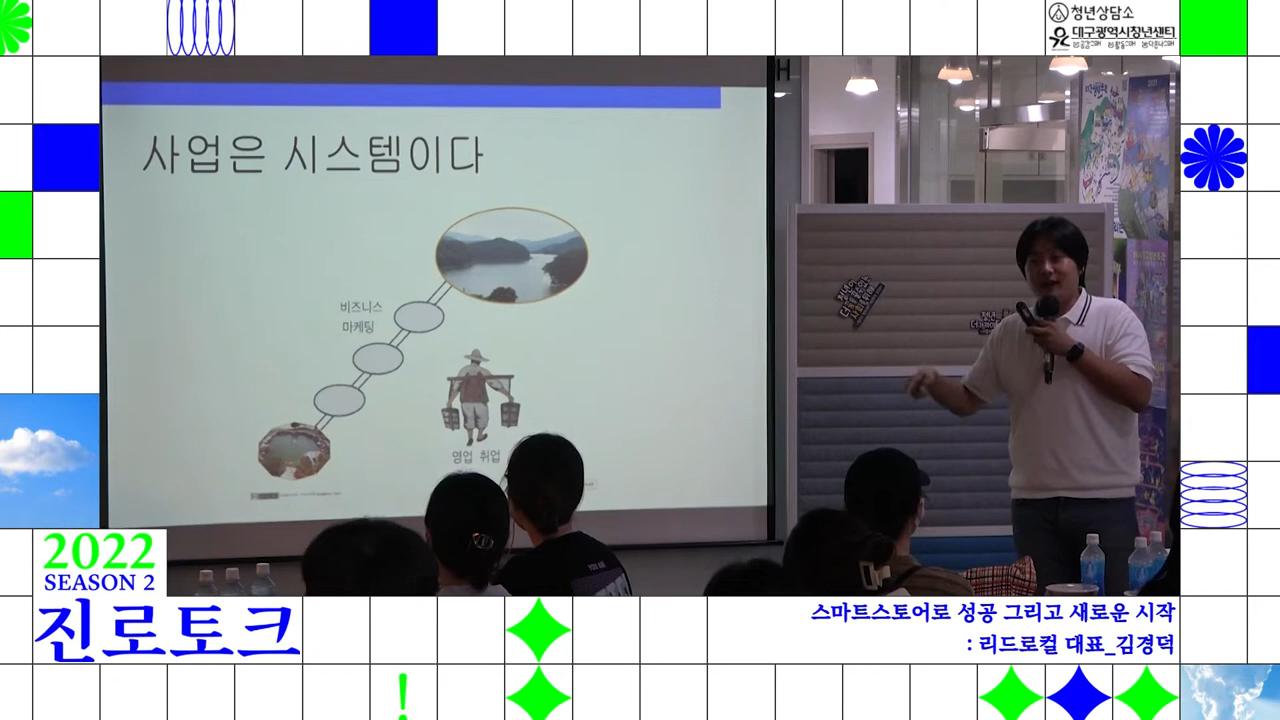 청년상담소
대구광역시청년센터
사업은 시스템이다
비즈니스
마케팅
영업 취업
2022
SEASON 2
진로토크
스마트스토어로 성공 그리고 새로운 시작
: 리드로컬 대표_김경덕